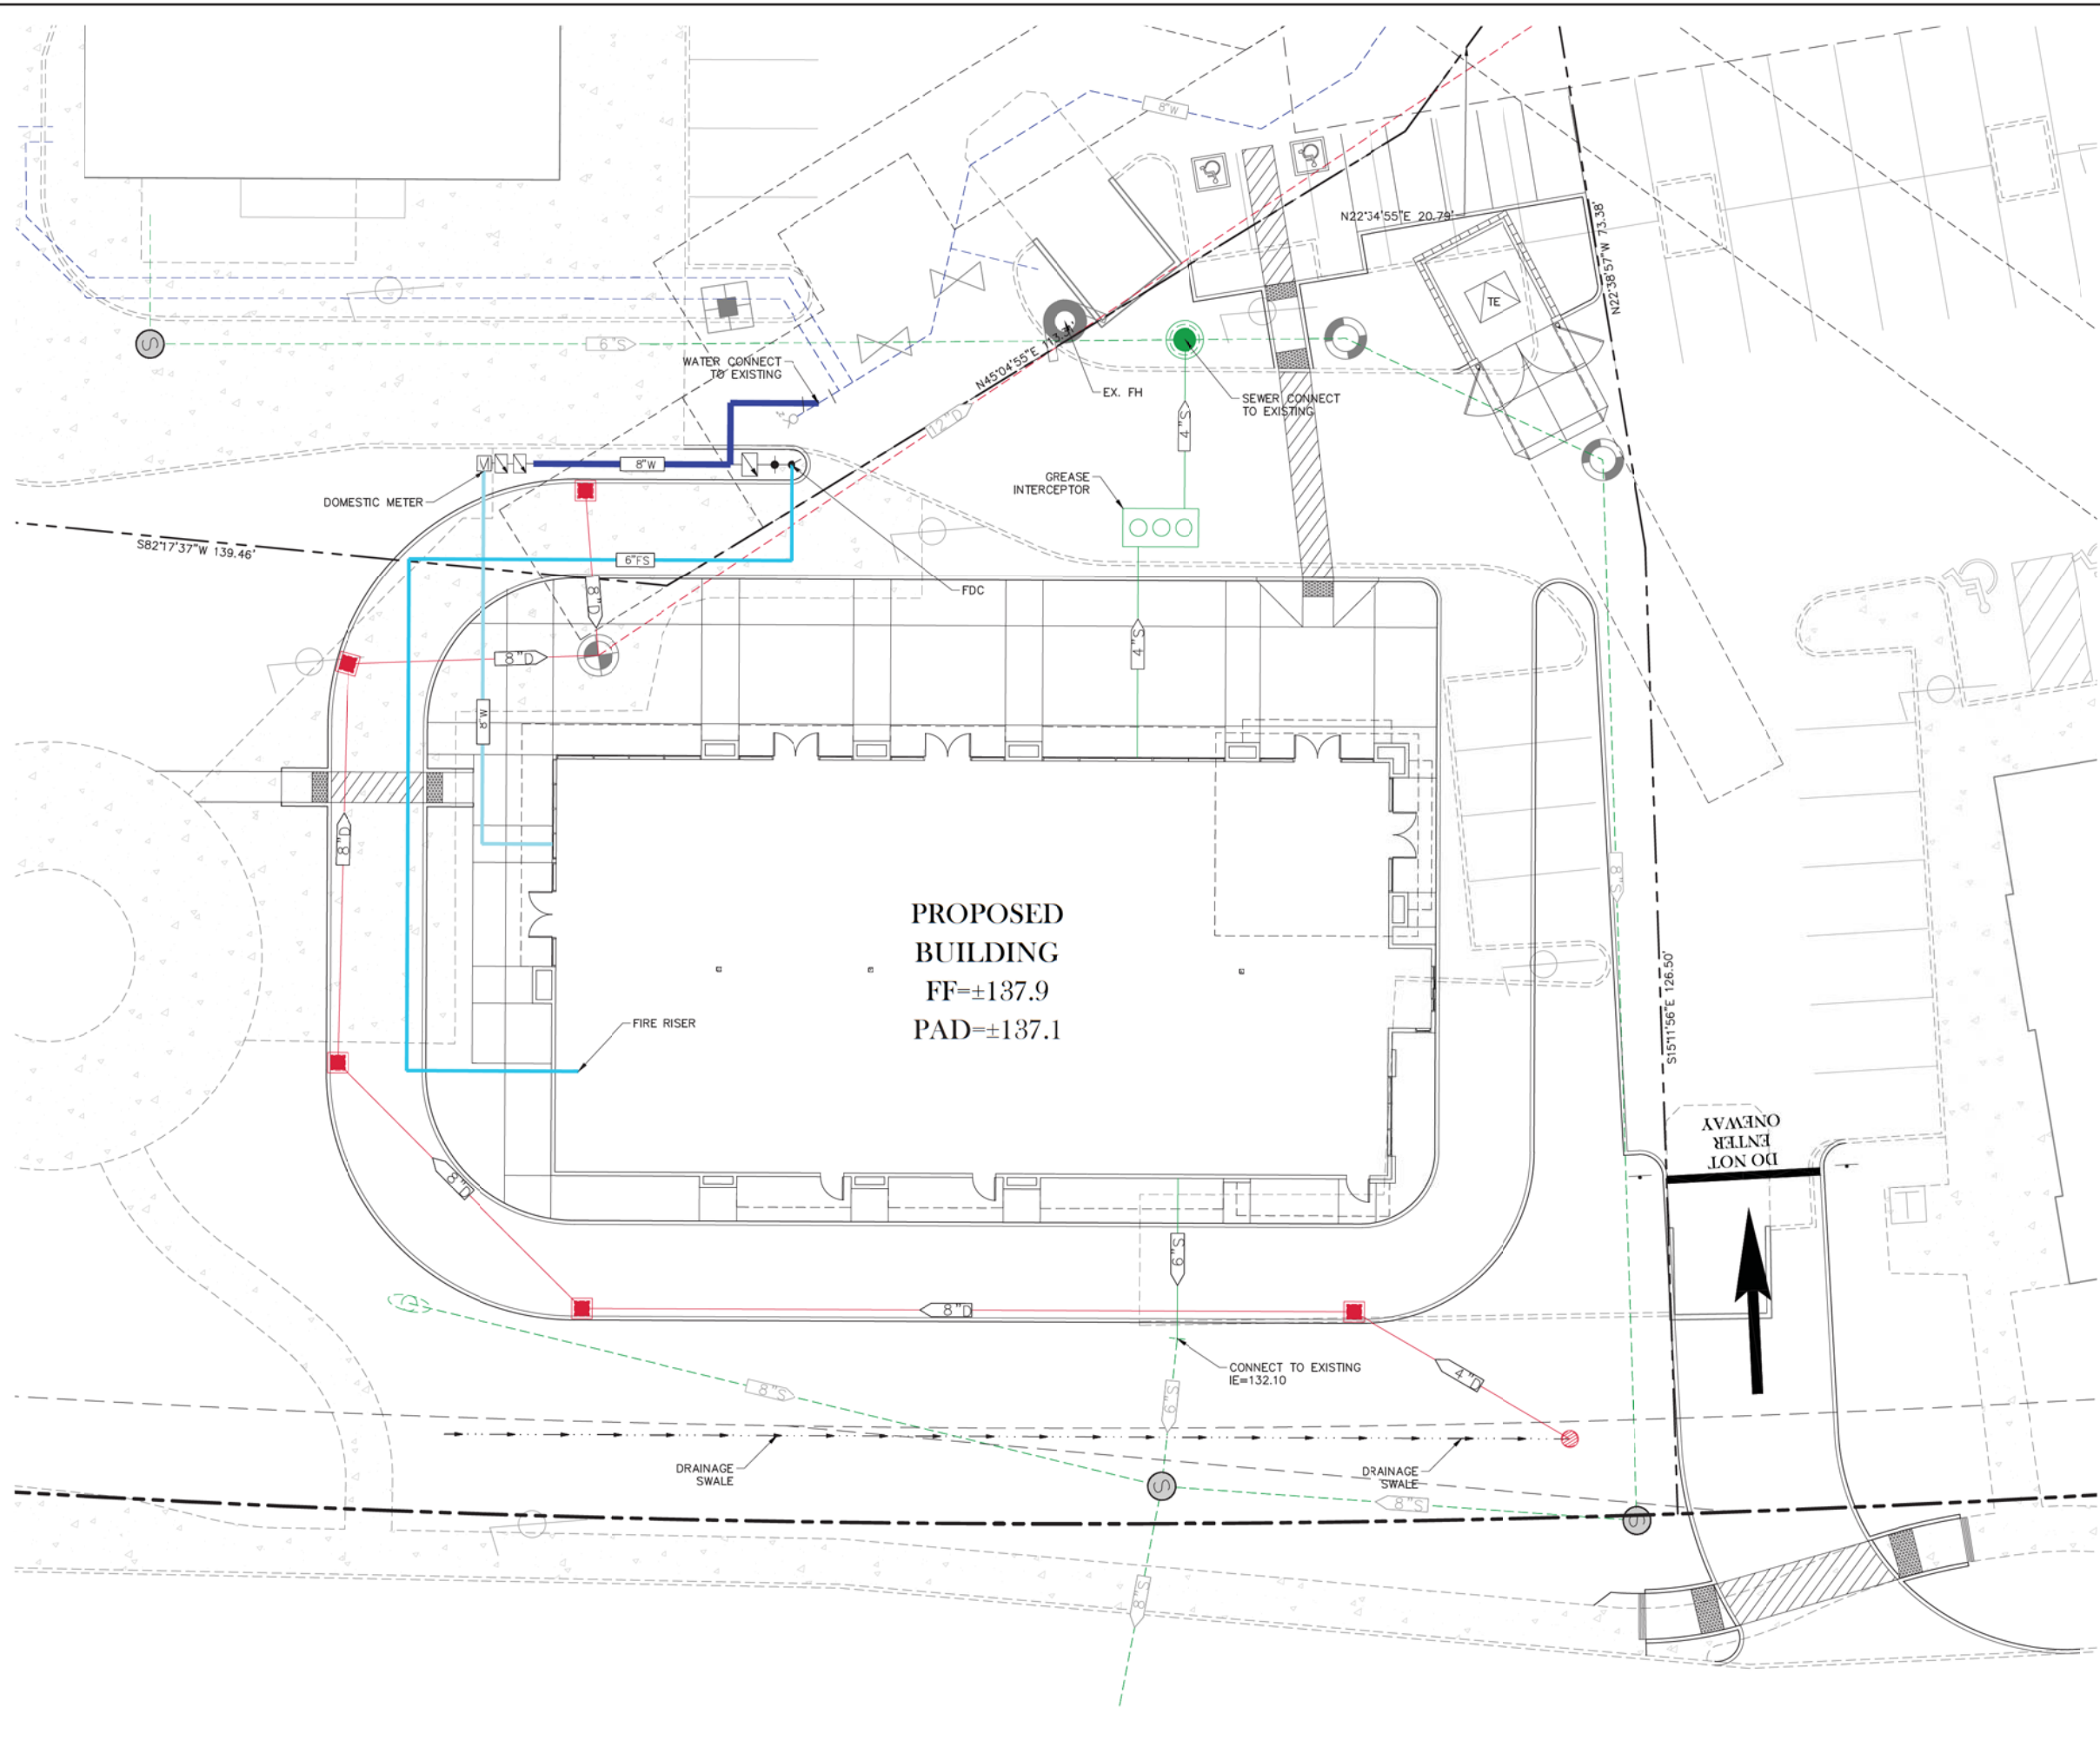 8"W
N22°34'55"E 20.79'
N22°38'57"W 73.38'
TE
6"S
WATER CONNECT
TO EXISTING
N45°04'55"E
EX. FH
12"D
SEWER CONNECT
TO EXISTING
4"S
8"W
GREASE
INTERCEPTOR
DOMESTIC METER
S82°17'37"W 139.46'
6"FS
FDC
8"D
4"S
8"D
8"D
8"S
PROPOSED
BUILDING
FF=±137.9
PAD=±137.1
FIRE RISER
S15°11'56"E 126.50'
DO NOT
ENTER
ONEWAY
8"D
6"S
8"D
CONNECT TO EXISTING
IE=132.10
4"D
8"S
6"S
DRAINAGE
SWALE
DRAINAGE
SWALE
S
8"S
S
8"S